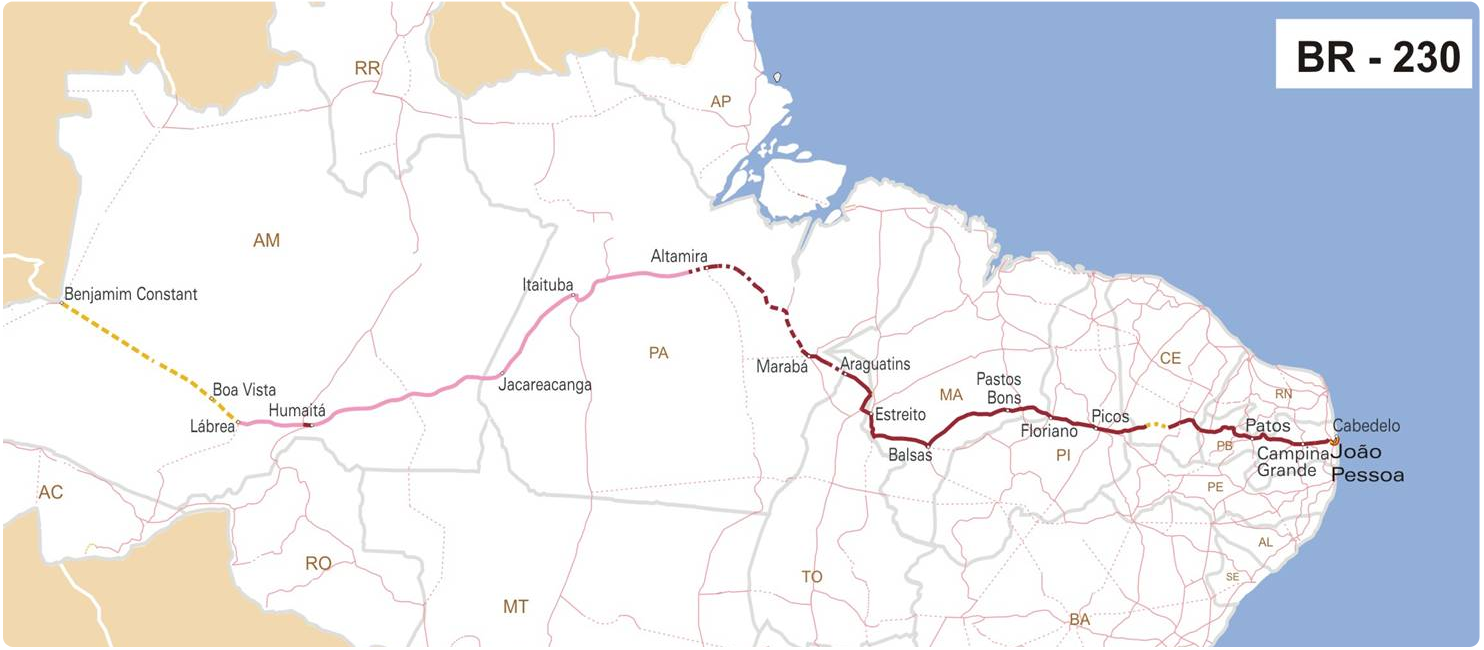 BR - 230
RR
AP
AM
Altamira
Itaituba
Benjamim Constant
PA
CE
Marabá
Araguatins
Jacareacanga
Boa Vista
Pastos
Bons
MA
RN
Humaitá
Estreito
Picos
Lábrea
Floriano
Patos
Cabedelo
PB
Balsas
PI
Campina
Grande
João
Pessoa
AC
PE
AL
RO
TO
SE
MT
BA